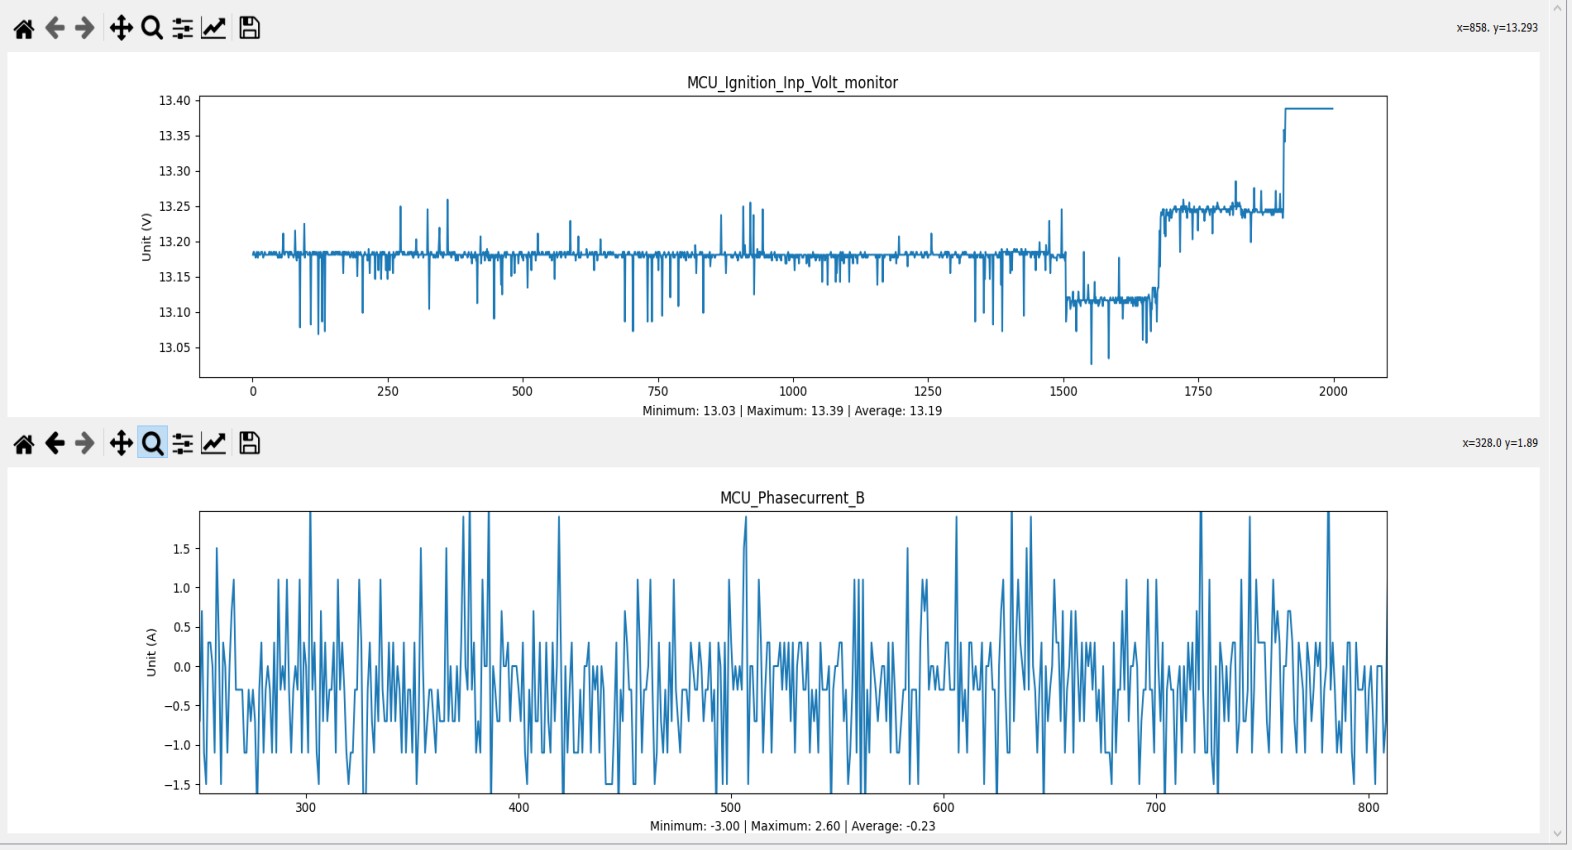 x=858. y=13.293
MCU_Ignition_Inp_Volt_monitor
Unit (V)
13.40
13.35
13.30
13.25
13.20
13.15
13.10
13.05
0 250 500 750 1000 1250 1500 1750 2000
Minimum: 13.03 | Maximum: 13.39 | Average: 13.19
x=328.0 y=1.89
MCU_Phasecurrent_B
Unit (A)
1.5
1.0
0.5
0.0
−0.5
−1.0
−1.5
300 400 500 600 700 800
Minimum: -3.00 | Maximum: 2.60 | Average: -0.23